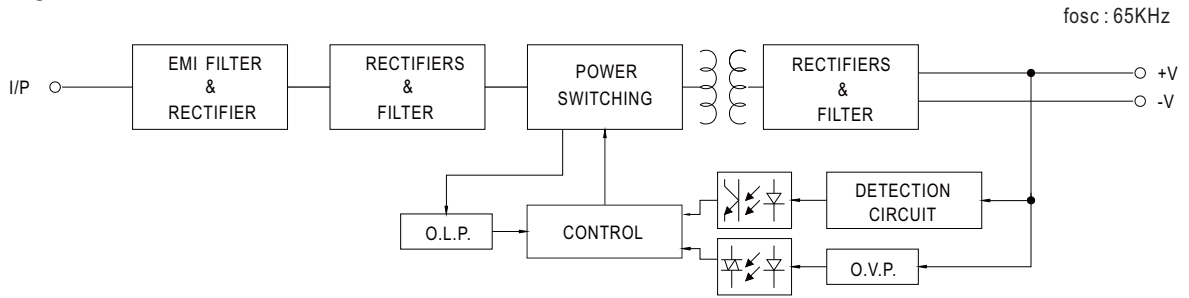 fosc : 65KHz
I/P
EMI FILTER
&
RECTIFIER
RECTIFIERS
&
FILTER
POWER
SWITCHING
RECTIFIERS
&
FILTER
+V
-V
O.L.P.
CONTROL
DETECTION
CIRCUIT
O.V.P.